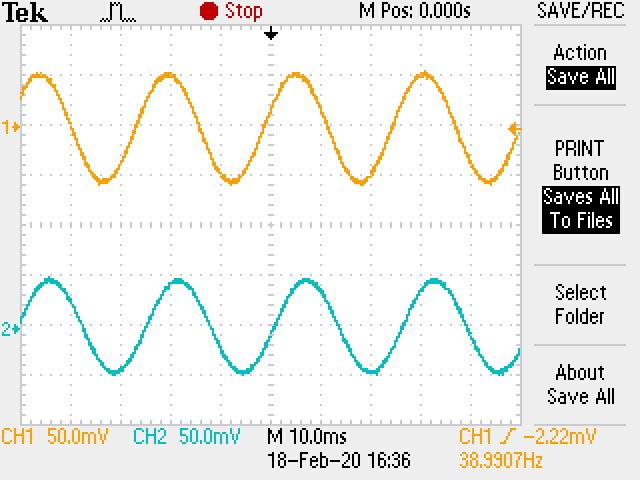 Tek Stop M Pos: 0.000s SAVE/REC
Action
Save All
1
PRINT
Button
Saves All
To Files
Select
Folder
2
About
Save All
CH1 50.0mV CH2 50.0mV M 10.0ms CH1 -2.22mV
18-Feb-20 16:36 38.9907Hz